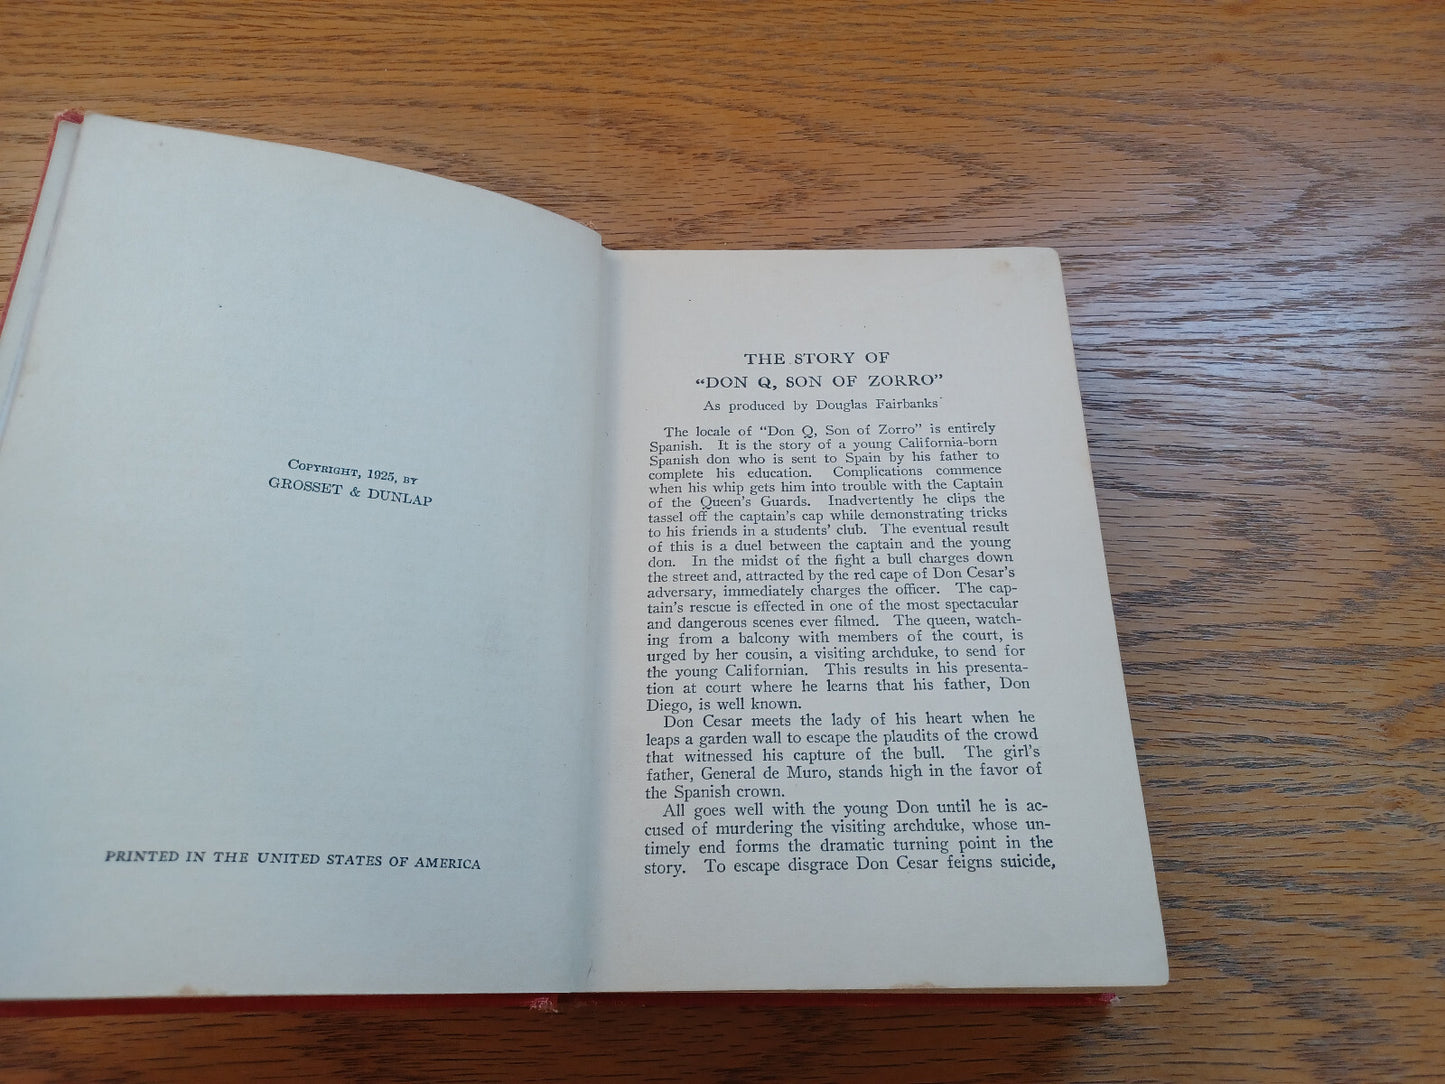 COPYRIGHT, 1925, BY
GROSSET & DUNLAP
PRINTED IN THE UNITED STATES OF AMERICA
THE STORY OF
“DON Q, SON OF ZORRO”
As produced by Douglas Fairbanks
The locale of “Don Q, Son of Zorro” is entirely
Spanish. It is the story of a young California-born
Spanish don who is sent to Spain by his father to
complete his education. Complications commence
when his whip gets him into trouble with the Captain
of the Queen’s Guards. Inadvertently he clips the
tassel off the captain’s cap while demonstrating tricks
to his friends in a students’ club. The eventual result
of this is a duel between the captain and the young
don. In the midst of the fight a bull charges down
the street and, attracted by the red cape of Don Cesar’s
adversary, immediately charges the officer. The cap-
tain’s rescue is effected in one of the most spectacular
and dangerous scenes ever filmed. The queen, watch-
ing from a balcony with members of the court, is
urged by her cousin, a visiting archduke, to send for
the young Californian. This results in his presenta-
tion at court where he learns that his father, Don
Diego, is well known.
Don Cesar meets the lady of his heart when he
leaps a garden wall to escape the plaudits of the crowd
that witnessed his capture of the bull. The girl’s
father, General de Muro, stands high in the favor of
the Spanish crown.
All goes well with the young Don until he is ac-
cused of murdering the visiting archduke, whose un-
timely end forms the dramatic turning point in the
story. To escape disgrace Don Cesar feigns suicide,